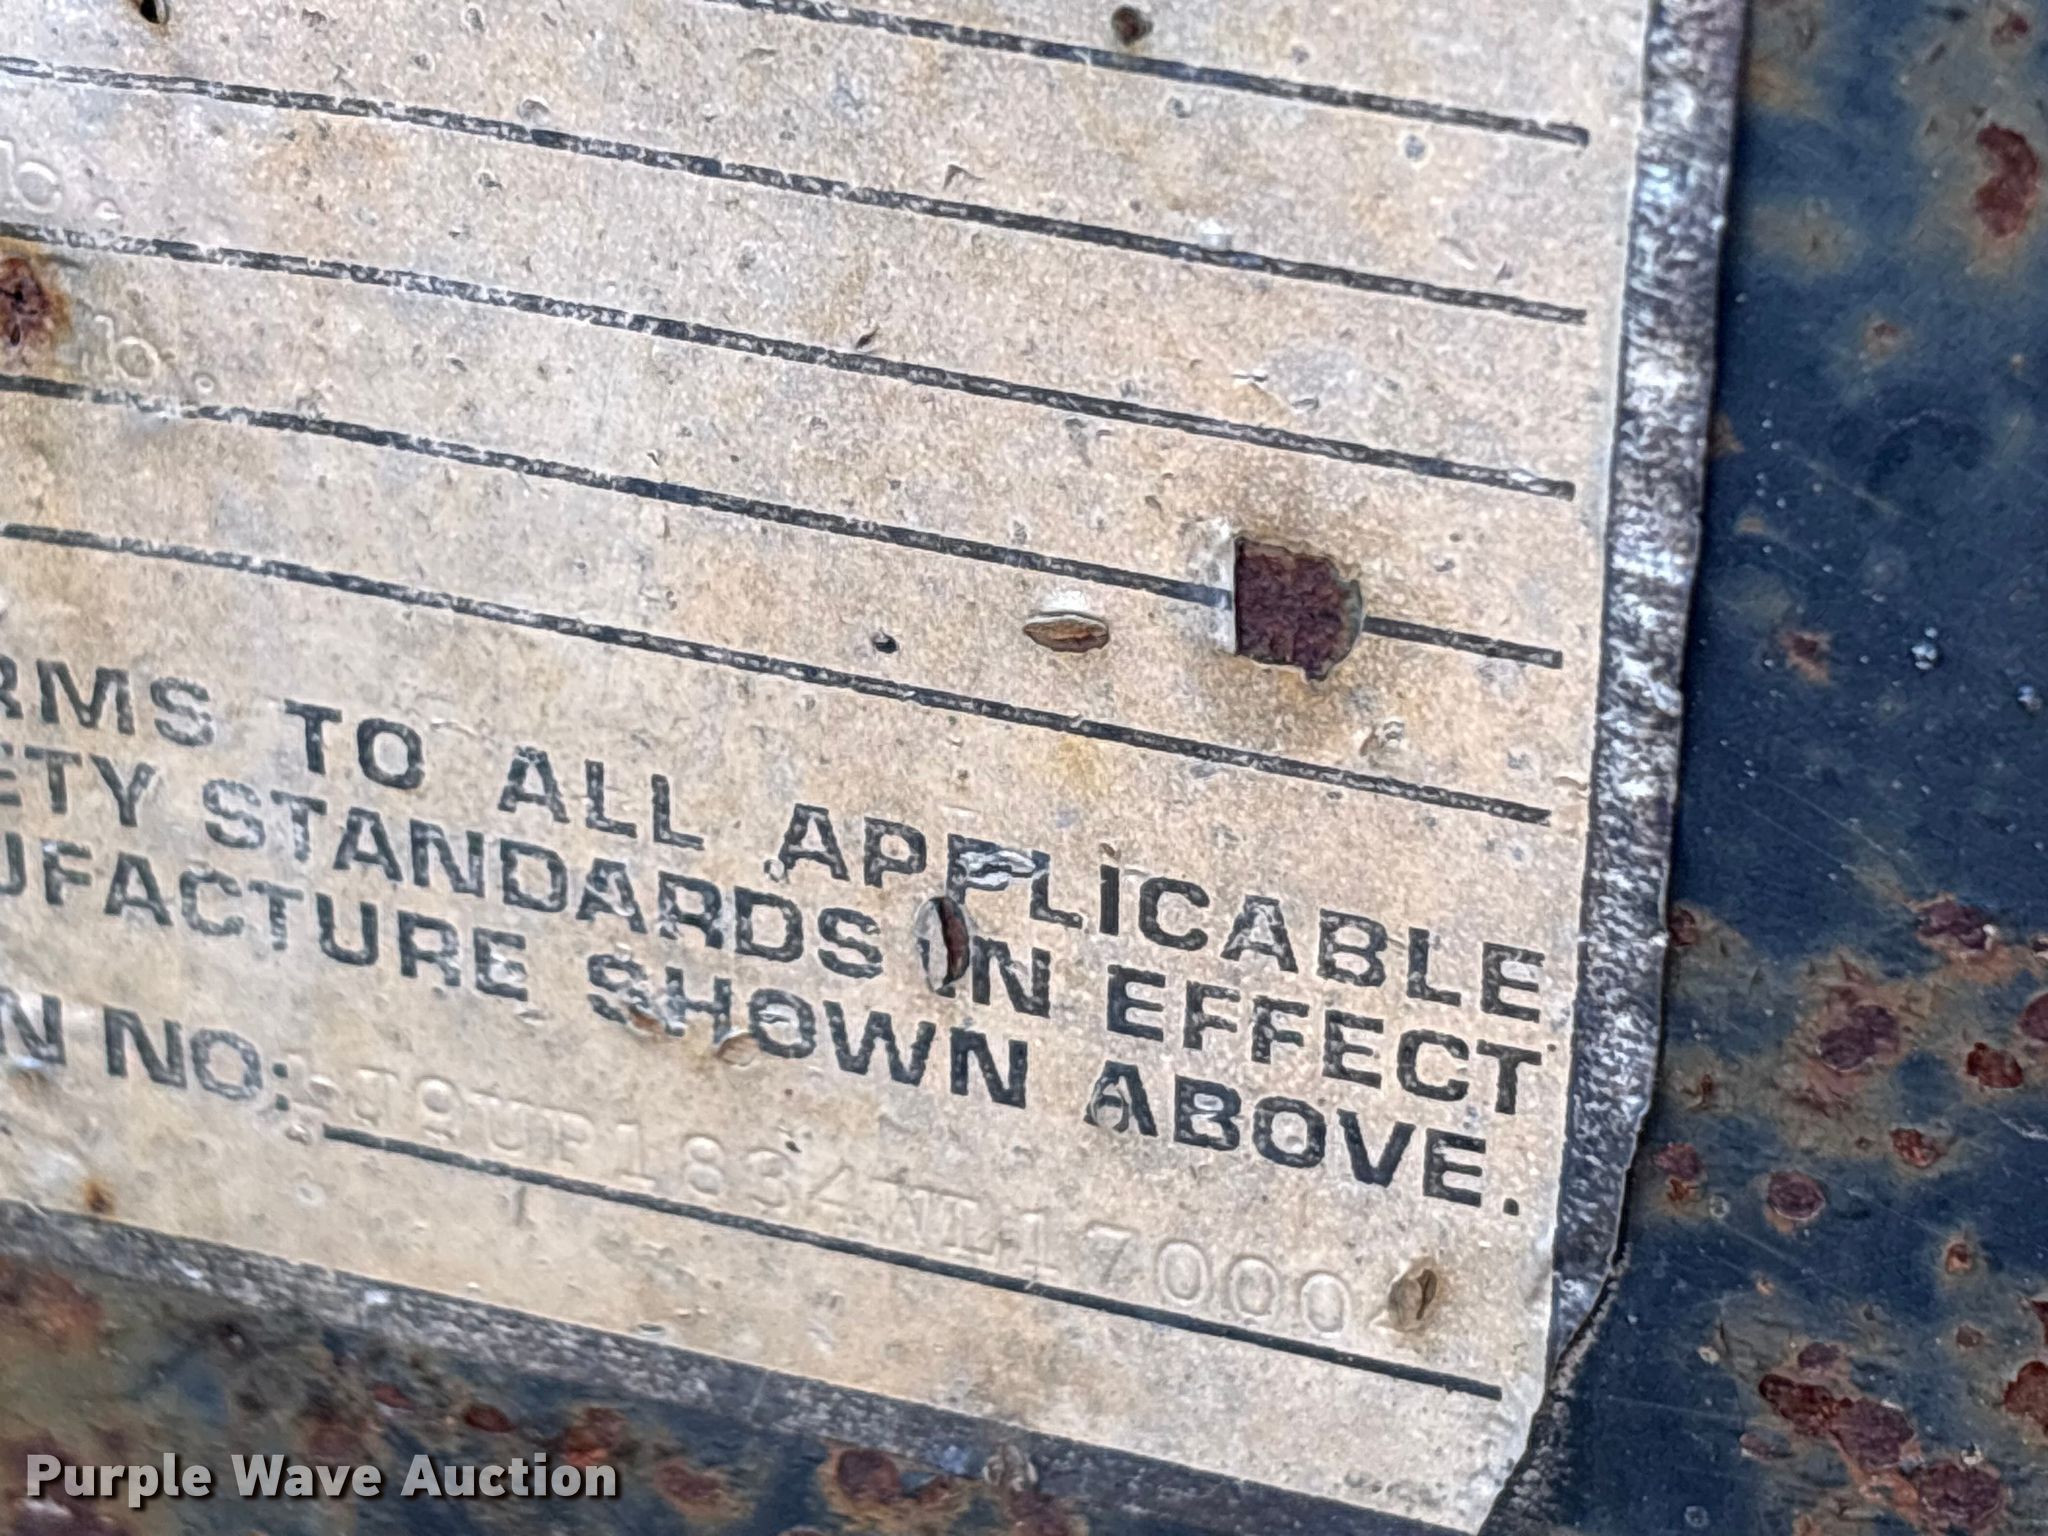 RMS TO ALL APPLICABLE
ETY STANDARDS IN EFFECT
UFACTURE SHOWN ABOVE.
N NO:
Purple Wave Auction